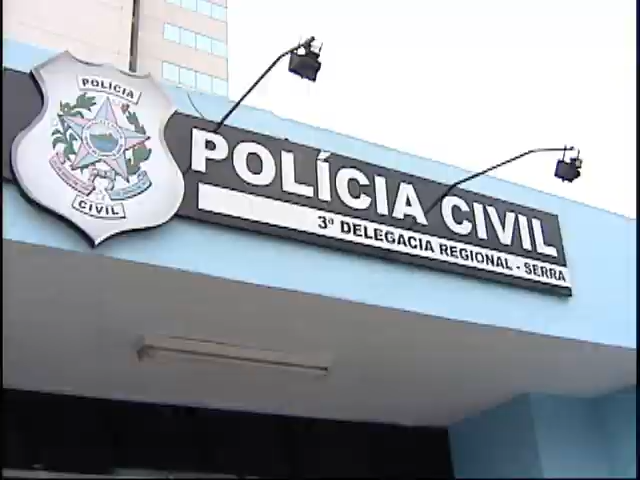 POLÍCIA
CIVIL
POLÍCIA CIVIL
3ª DELEGACIA REGIONAL - SERRA